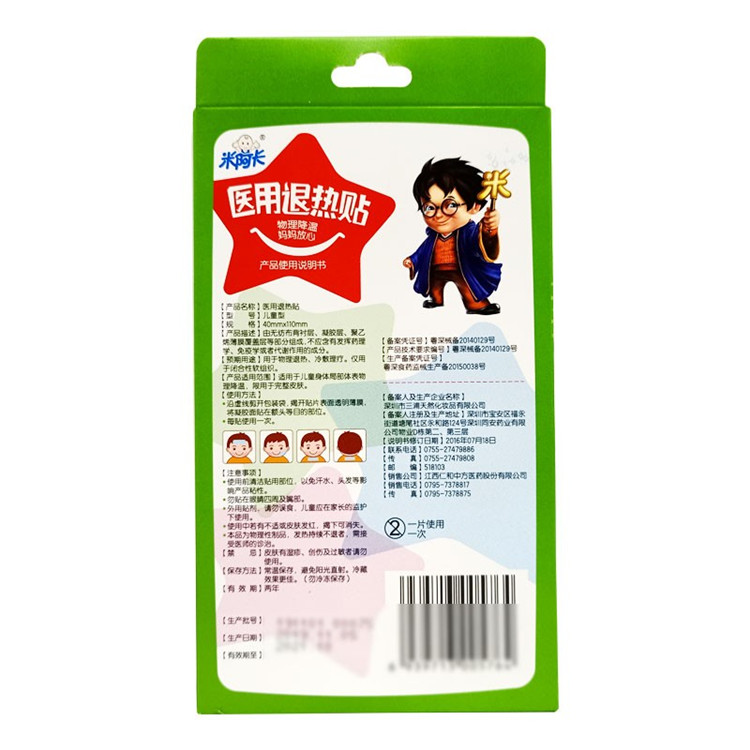 米阿卡®
医用退热贴
物理降温
妈妈放心
产品使用说明书
米
【产品名称】医用退热贴
【型 号】儿童型
【规 格】40mmx110mm
【产品描述】由无纺布背衬层、凝胶层、聚乙
烯薄膜覆盖层等部分组成，不应含有发挥药理
学、免疫学或者代谢作用的成分。
【预期用途】用于物理退热、冷敷理疗。仅用
于闭合性软组织。
【产品适用范围】适用于儿童身体局部体表物
理降温，限用于完整皮肤。
【使用方法】
• 沿虚线剪开包装袋，揭开贴片表面透明薄膜，
将凝胶面贴在额头等目的部位。
• 每贴使用一次。
【注意事项】
• 使用前清洁贴用部位，以免汗水、头发等影
响产品粘性。
• 勿贴在眼睛四周及嘴部。
• 外用贴剂，请勿误食，儿童应在家长的监护
下使用。
• 使用中若有不适或皮肤发红，揭下可消失。
• 本品为物理性制品，发热持续不退者，需接
受医师的诊治。
【禁 忌】皮肤有湿疹、创伤及过敏者请勿
使用。
【保存方法】常温保存，避免阳光直射。冷藏
效果更佳。（勿冷冻保存）
【有 效 期】两年
【生产批号】
【生产日期】
【有效期至】
【备案凭证号】粤深械备20140129号
【产品技术要求编号】粤深械备20140129号
【生产备案凭证号】
粤深食药监械生产备20150038号
【备案人及生产企业名称】
深圳市三浦天然化妆品有限公司
【备案人注册及生产地址】深圳市宝安区福永
街道塘尾社区永和路124号深圳同安药业有限
公司物业D栋第二、第三层
【说明书修订日期】2016年07月18日
【联系电话】0755-27479886
【传 真】0755-27479808
【邮 编】518103
【销售公司】江西仁和中方医药股份有限公司
【销售电话】0795-7378817
【传 真】0795-7378875
2 一片使用
一次